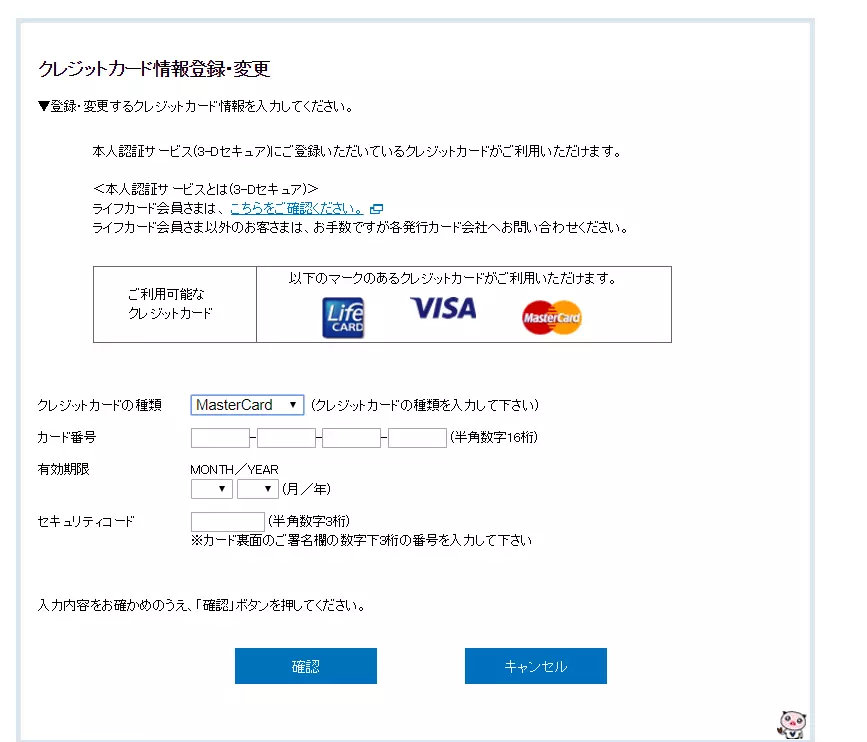 クレジットカード情報登録・変更
▼登録・変更するクレジットカード情報を入力してください。
本人認証サービス(3-Dセキュア)にご登録いただいているクレジットカードがご利用いただけます。
＜本人認証サービスとは(3-Dセキュア)＞
ライフカード会員さまは、こちらをご確認ください。
ライフカード会員さま以外のお客さまは、お手数ですが各発行カード会社へお問い合わせください。
以下のマークのあるクレジットカードがご利用いただけます。
ご利用可能な
クレジットカード
Life CARD VISA MasterCard
クレジットカードの種類 MasterCard ▼ (クレジットカードの種類を入力して下さい)
カード番号 - - - (半角数字16桁)
有効期限 MONTH／YEAR
▼ ▼ (月／年)
セキュリティコード (半角数字3桁)
※カード裏面のご署名欄の数字下3桁の番号を入力して下さい
入力内容をお確かめのうえ、「確認」ボタンを押してください。
確認 キャンセル